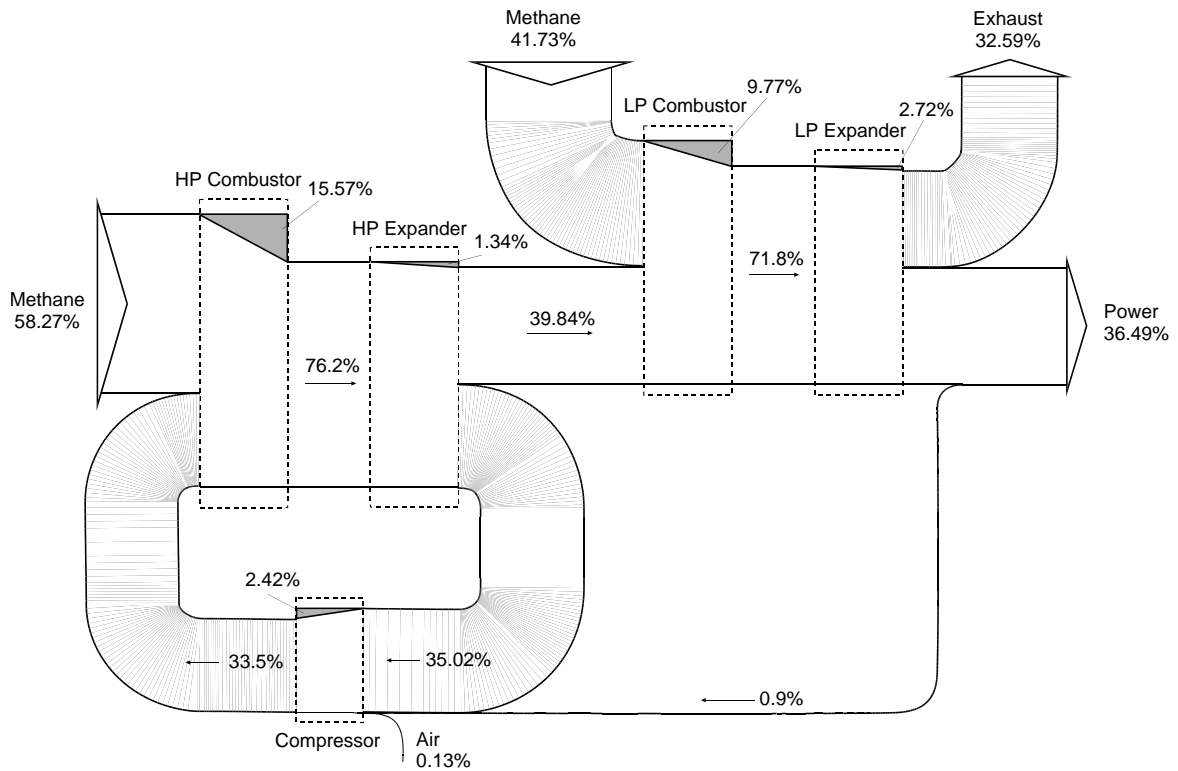 Methane
41.73%
Exhaust
32.59%
9.77%
LP Combustor
2.72%
LP Expander
HP Combustor
15.57%
HP Expander
1.34%
71.8%
Methane
58.27%
39.84%
Power
36.49%
76.2%
2.42%
33.5%
35.02%
0.9%
Compressor
Air
0.13%